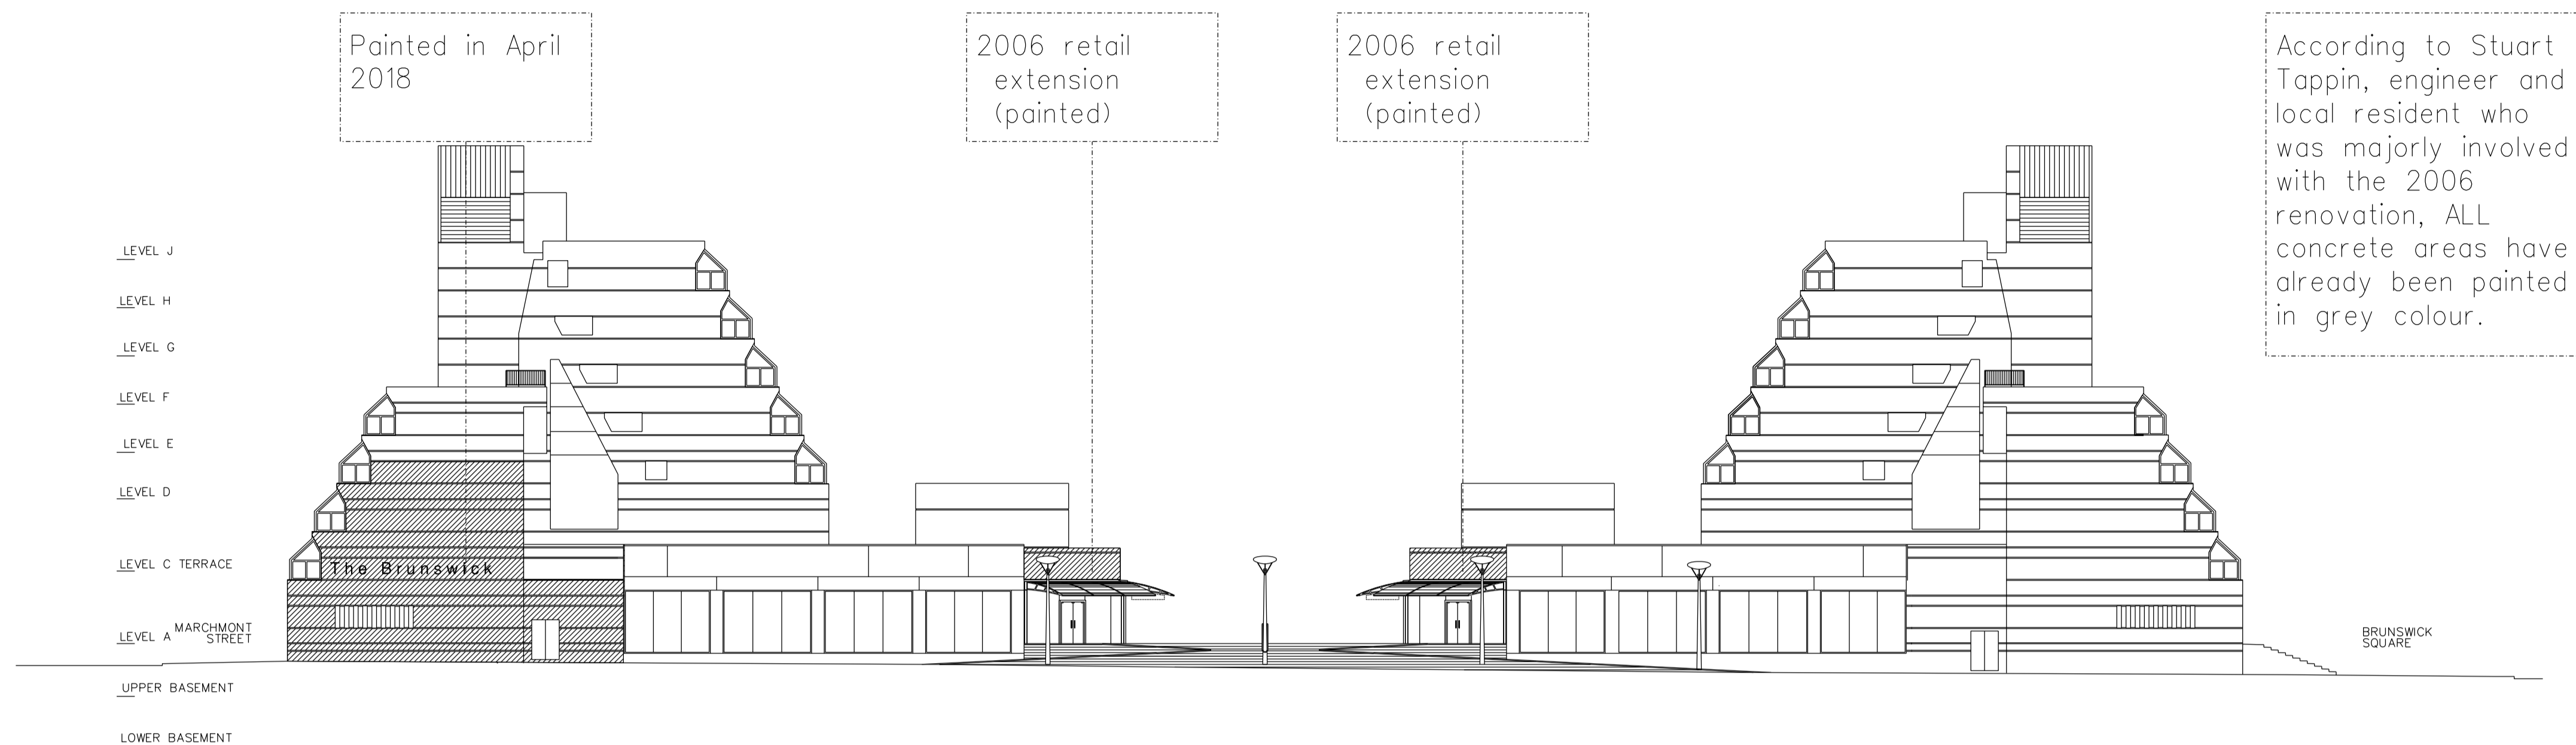 Painted in April
2018
2006 retail
extension
(painted)
2006 retail
extension
(painted)
According to Stuart
Tappin, engineer and
local resident who
was majorly involved
with the 2006
renovation, ALL
concrete areas have
already been painted
in grey colour.
LEVEL J
LEVEL H
LEVEL G
LEVEL F
LEVEL E
LEVEL D
LEVEL C TERRACE
The Brunswick
LEVEL A
MARCHMONT
STREET
BRUNSWICK
SQUARE
UPPER BASEMENT
LOWER BASEMENT